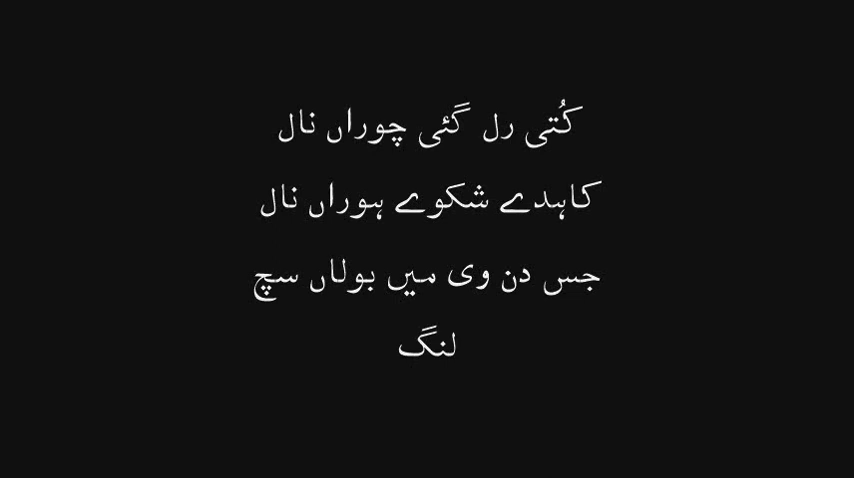 کُتی رل گئی چوراں نال
کاہدے شکوے ہوراں نال
جس دن وی میں بولاں سچ
لنگ